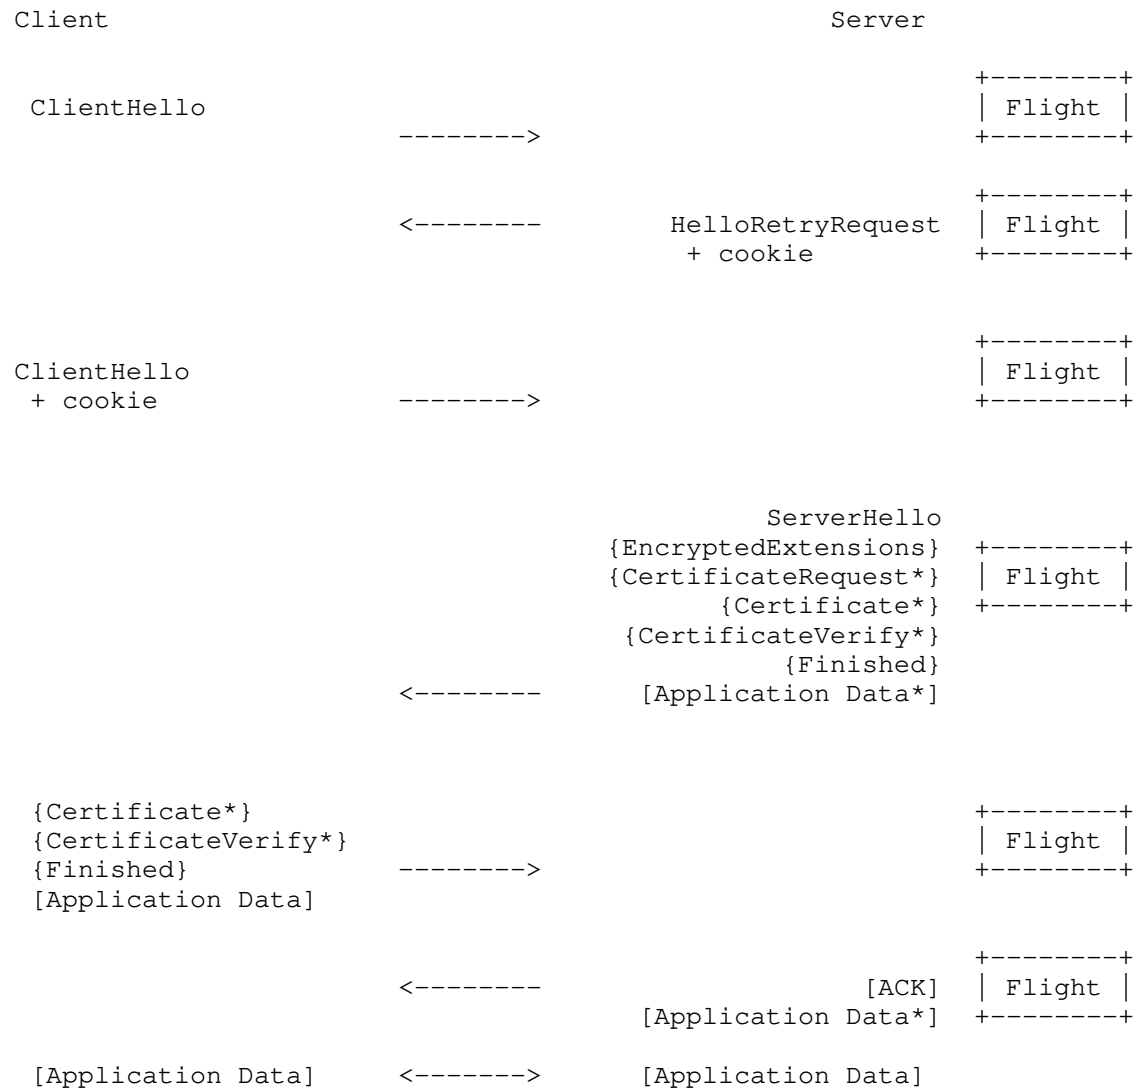 Client                                             Server

                                                            +--------+
 ClientHello                                                | Flight |
                        -------->                           +--------+

                                                            +--------+
                        <--------        HelloRetryRequest  | Flight |
                                          + cookie          +--------+


                                                            +--------+
ClientHello                                                 | Flight |
 + cookie               -------->                           +--------+



                                               ServerHello
                                     {EncryptedExtensions}  +--------+
                                     {CertificateRequest*}  | Flight |
                                            {Certificate*}  +--------+
                                      {CertificateVerify*}
                                                {Finished}
                        <--------      [Application Data*]



 {Certificate*}                                             +--------+
 {CertificateVerify*}                                       | Flight |
 {Finished}             -------->                           +--------+
 [Application Data]

                                                            +--------+
                        <--------                    [ACK]  | Flight |
                                       [Application Data*]  +--------+

 [Application Data]     <------->      [Application Data]